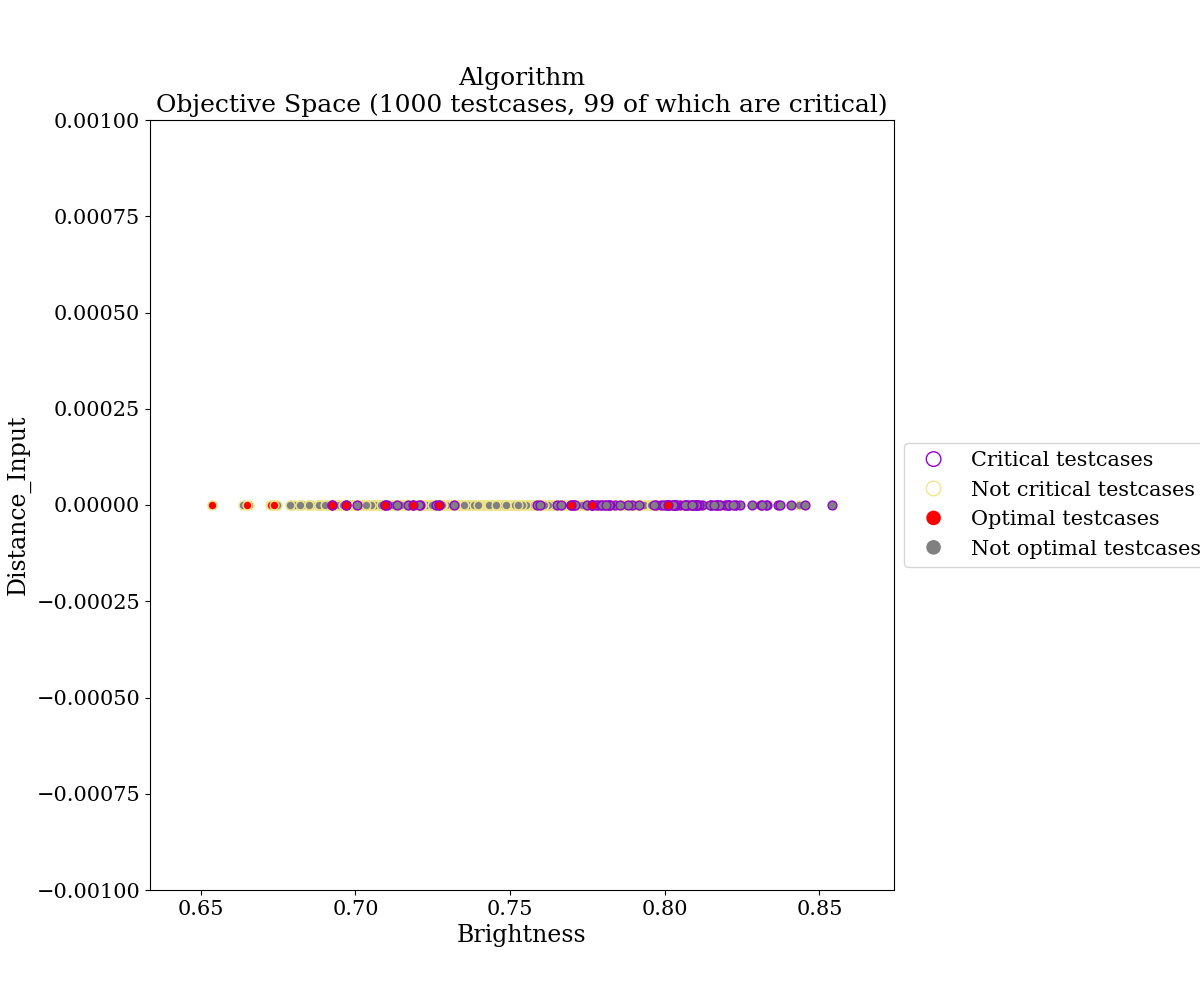 Algorithm
Objective Space (1000 testcases, 99 of which are critical)
0.00100
0.00075
0.00050
0.00025
0.00000
−0.00025
−0.00050
−0.00075
−0.00100
Distance_Input
0.65 0.70 0.75 0.80 0.85
Brightness
Critical testcases
Not critical testcases
Optimal testcases
Not optimal testcases